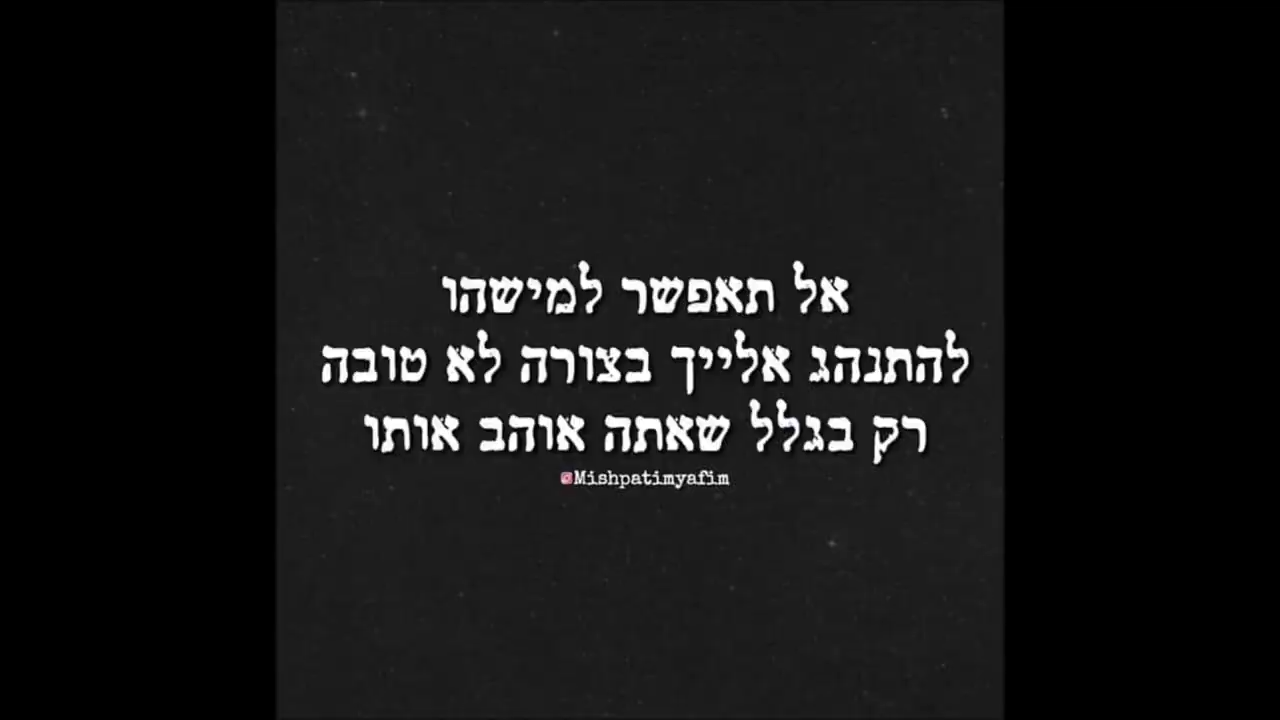 אל תאפשר למישהו
להתנהג אלייך בצורה לא טובה
רק בגלל שאתה אוהב אותו
Mishpatimyafim